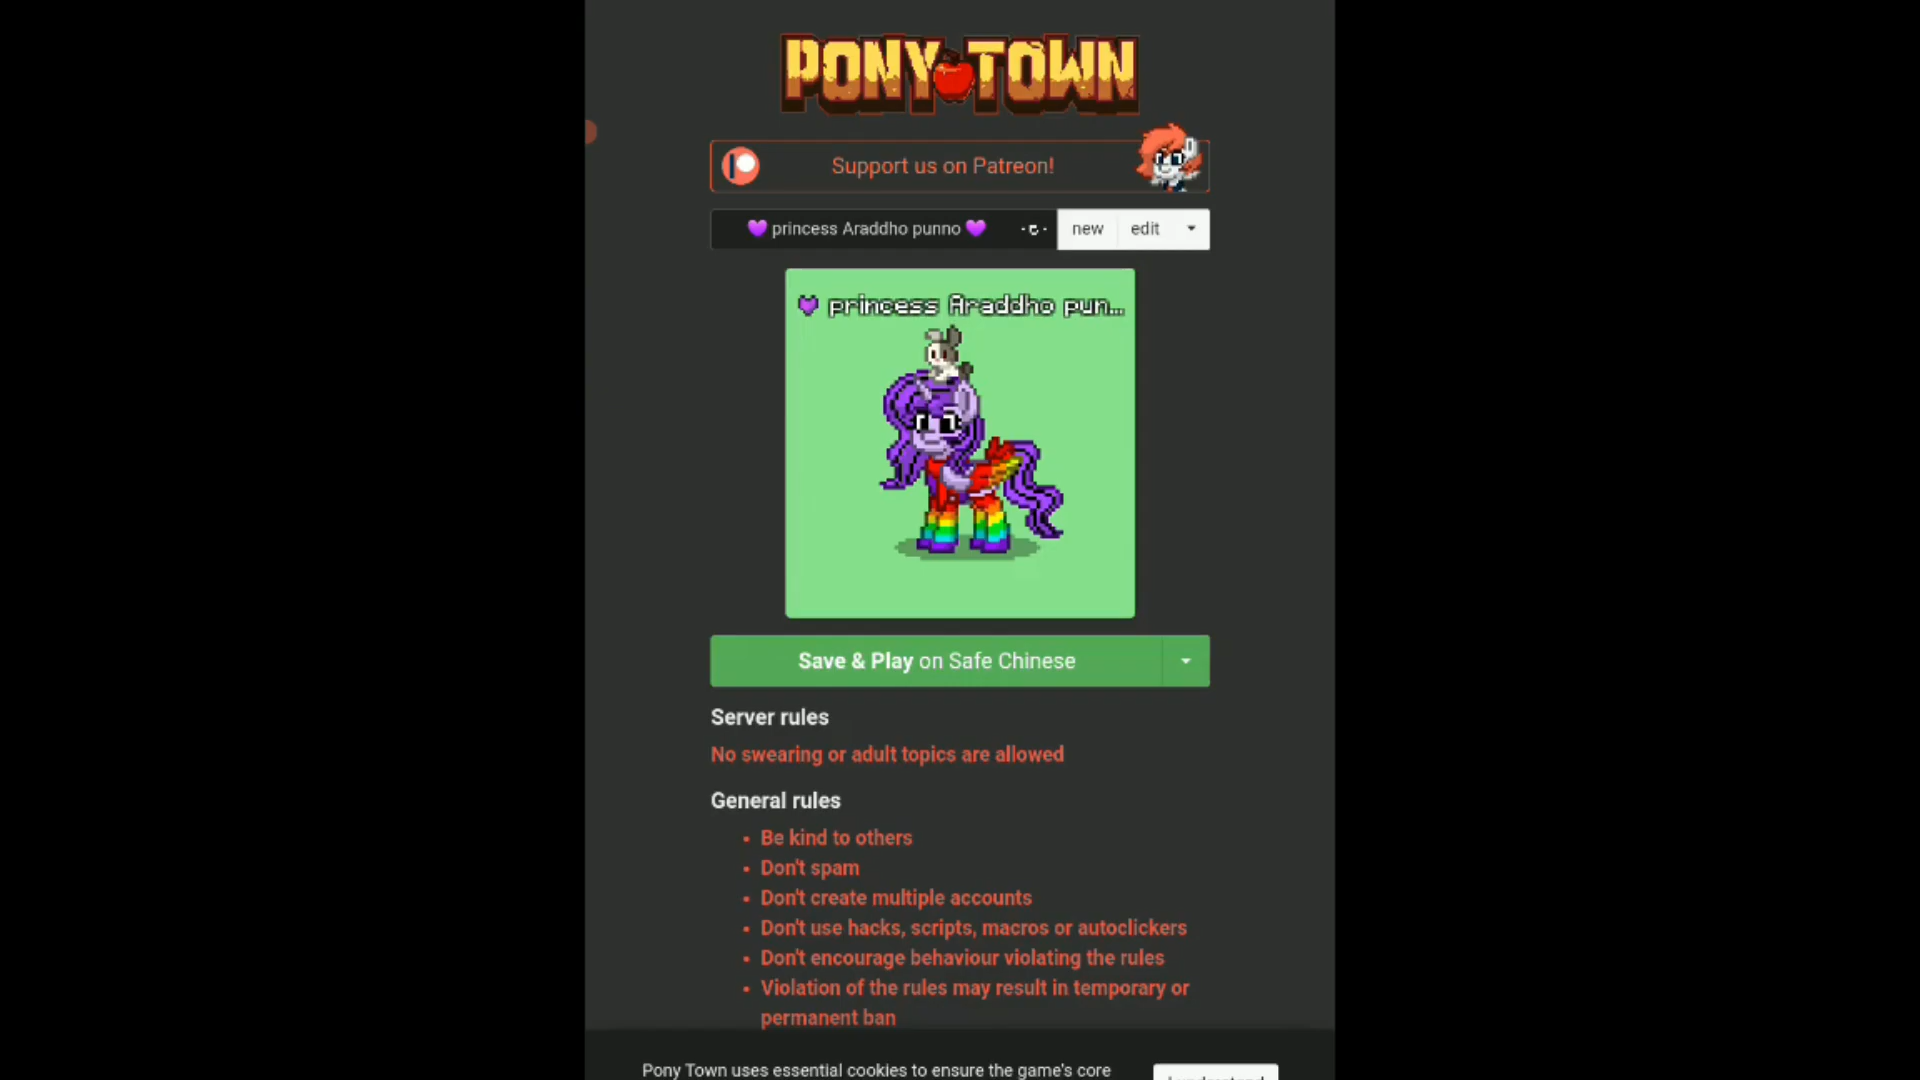 PONY TOWN
Support us on Patreon!
💜 princess Araddho punno 💜
new edit
💜 princess Araddho pun...
Save & Play on Safe Chinese
Server rules
No swearing or adult topics are allowed
General rules
• Be kind to others
• Don't spam
• Don't create multiple accounts
• Don't use hacks, scripts, macros or autoclickers
• Don't encourage behaviour violating the rules
• Violation of the rules may result in temporary or
permanent ban
Pony Town uses essential cookies to ensure the game's core